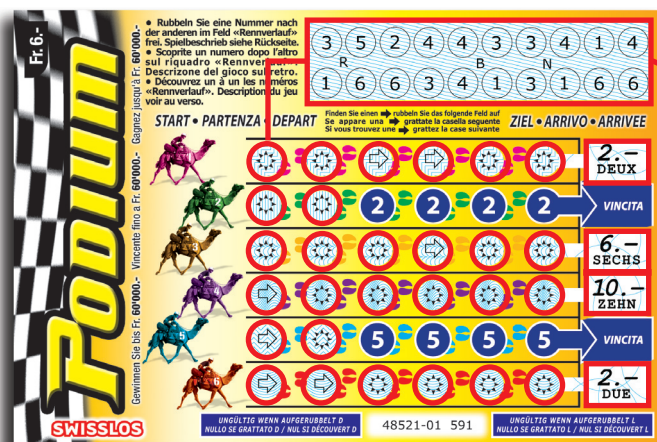 Fr. 6.-
PODIUM
SWISSLOS
Gewinnen Sie bis Fr. 60'000.- Vincente fino a Fr. 60'000.- Gagnez jusqu'à Fr. 60'000.-
• Rubbeln Sie eine Nummer nach
der anderen im Feld «Rennverlauf»
frei. Spielbeschrieb siehe Rückseite.
• Scoprite un numero dopo l'altro
sul riquadro «Rennverlauf».
Descrizone del gioco sul retro.
• Découvrez un à un les numéros
«Rennverlauf». Description du jeu
voir au verso.
3 5 2 4 4 3 3 4 1 4
R B N
1 6 6 3 4 1 3 1 6 6
START • PARTENZA • DEPART
Finden Sie einen ➡ rubbeln Sie das folgende Feld auf
Se appare una ➡ grattate la casella seguente
Si vous trouvez une ➡ grattez la case suivante
ZIEL • ARRIVO • ARRIVEE
2.-
DEUX
2 2 2 2 VINCITA
6.-
SECHS
10.-
ZEHN
5 5 5 5 VINCITA
6
2.-
DUE
UNGÜLTIG WENN AUFGERUBBELT D
NULLO SE GRATTATO D / NUL SI DÉCOUVERT D
48521-01 591
UNGÜLTIG WENN AUFGERUBBELT L
NULLO SE GRATTATO L / NUL SI DÉCOUVERT L